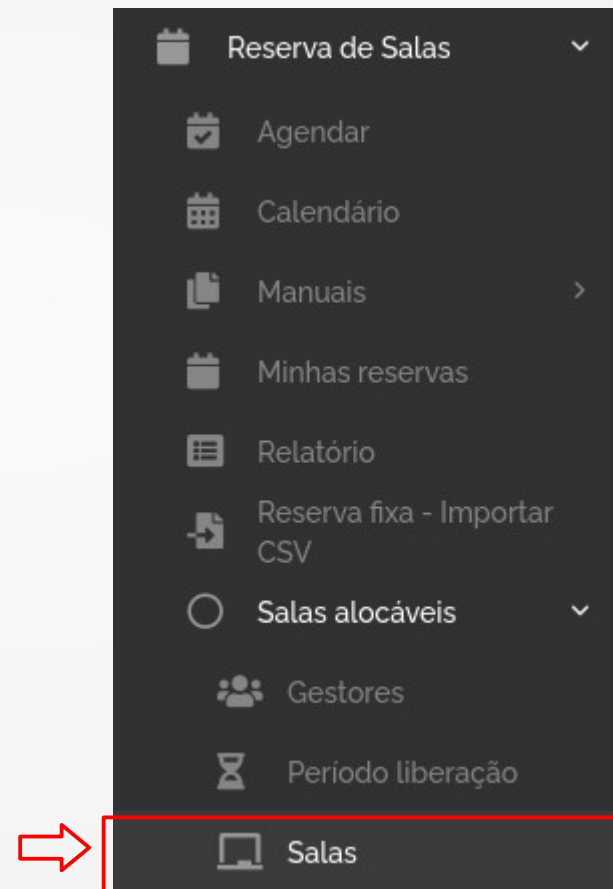 Reserva de Salas
Agendar
Calendário
Manuais
Minhas reservas
Relatório
Reserva fixa - Importar
CSV
Salas alocáveis
Gestores
Período liberação
Salas